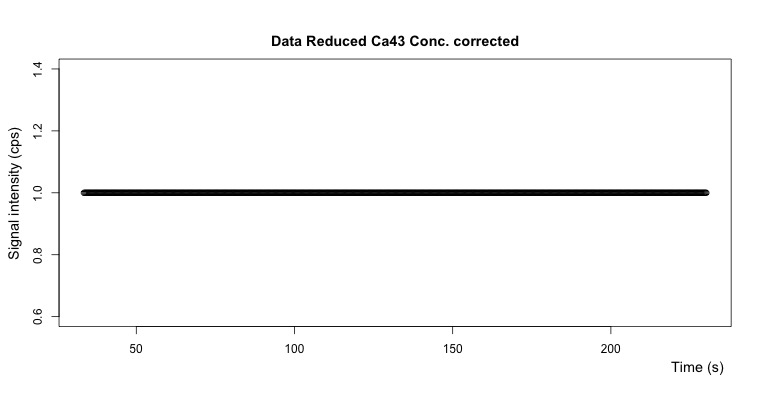 Data Reduced Ca43 Conc. corrected
Signal intensity (cps)
1.4
1.2
1.0
0.8
0.6
50 100 150 200
Time (s)